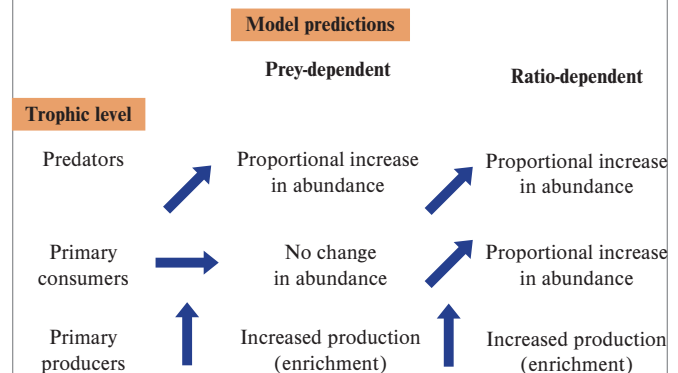 Model predictions
Prey-dependent
Ratio-dependent
Trophic level
Predators
Proportional increase
in abundance
Proportional increase
in abundance
Primary
consumers
No change
in abundance
Proportional increase
in abundance
Primary
producers
Increased production
(enrichment)
Increased production
(enrichment)